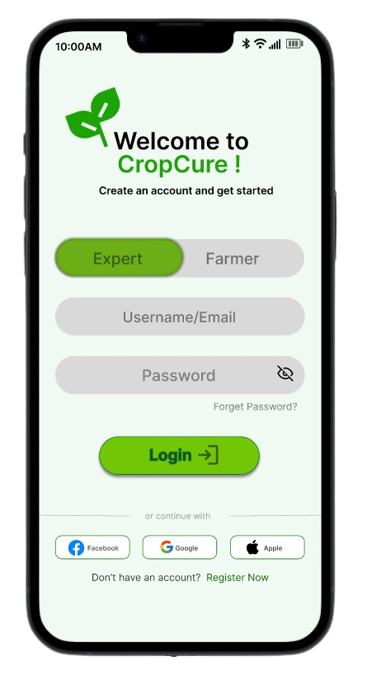 10:00AM
Welcome to
CropCure !
Create an account and get started
Expert Farmer
Username/Email
Password
Forget Password?
Login
or continue with
Facebook Google Apple
Don't have an account? Register Now